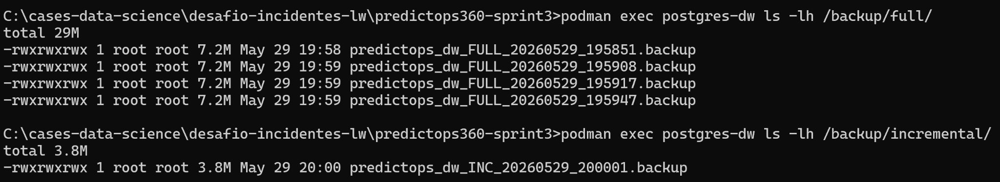 C:\cases-data-science\desafio-incidentes-lw\predictops360-sprint3>podman exec postgres-dw ls -lh /backup/full/
total 29M
-rwxrwxrwx 1 root root 7.2M May 29 19:58 predictops_dw_FULL_20260529_195851.backup
-rwxrwxrwx 1 root root 7.2M May 29 19:59 predictops_dw_FULL_20260529_195908.backup
-rwxrwxrwx 1 root root 7.2M May 29 19:59 predictops_dw_FULL_20260529_195917.backup
-rwxrwxrwx 1 root root 7.2M May 29 19:59 predictops_dw_FULL_20260529_195947.backup
C:\cases-data-science\desafio-incidentes-lw\predictops360-sprint3>podman exec postgres-dw ls -lh /backup/incremental/
total 3.8M
-rwxrwxrwx 1 root root 3.8M May 29 20:00 predictops_dw_INC_20260529_200001.backup